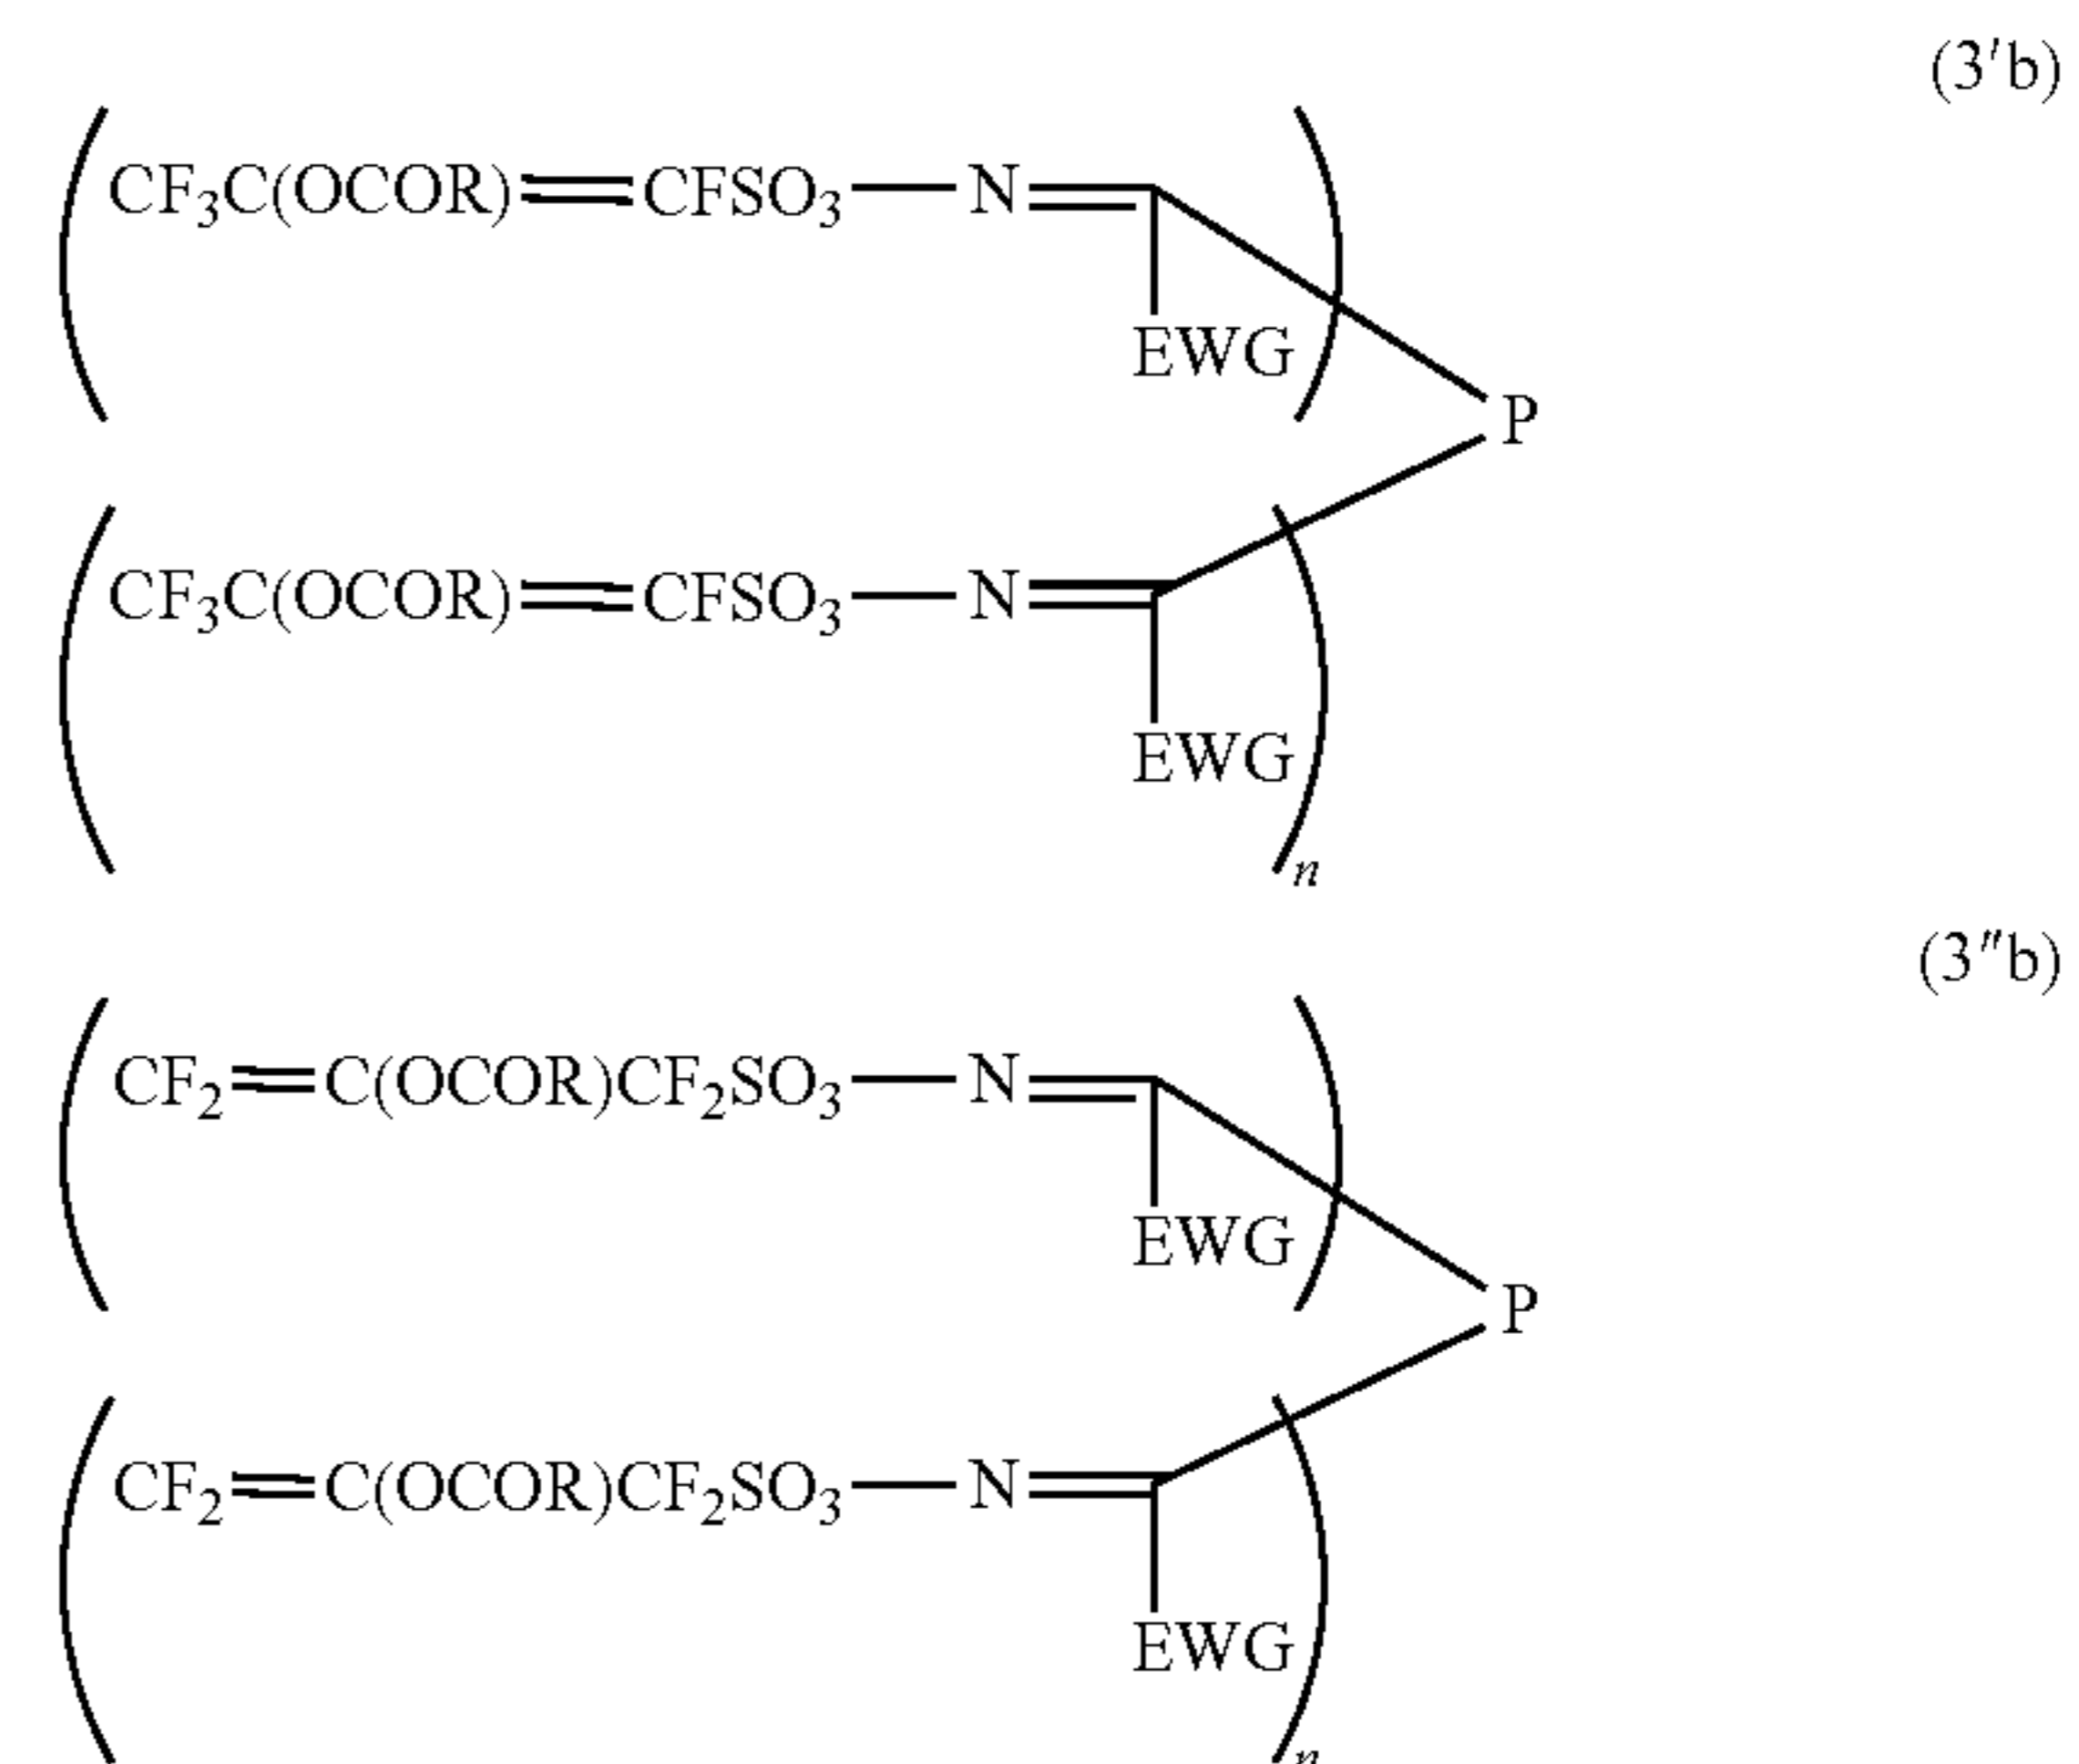 (3′b)
CF₃C(OCOR)=CFSO₃—N=
EWG
P
CF₃C(OCOR)=CFSO₃—N=
EWG
n
(3″b)
CF₂=C(OCOR)CF₂SO₃—N=
EWG
P
CF₂=C(OCOR)CF₂SO₃—N=
EWG
n